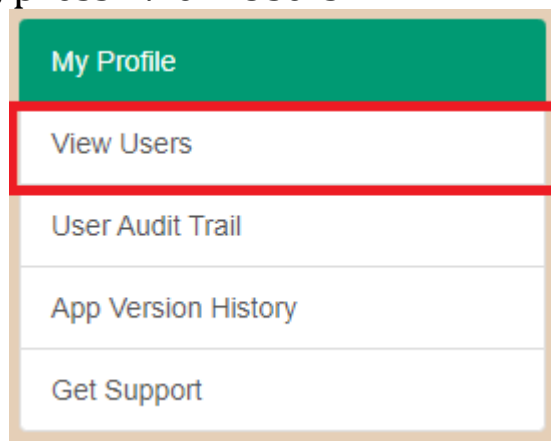 My Profile
View Users
User Audit Trail
App Version History
Get Support